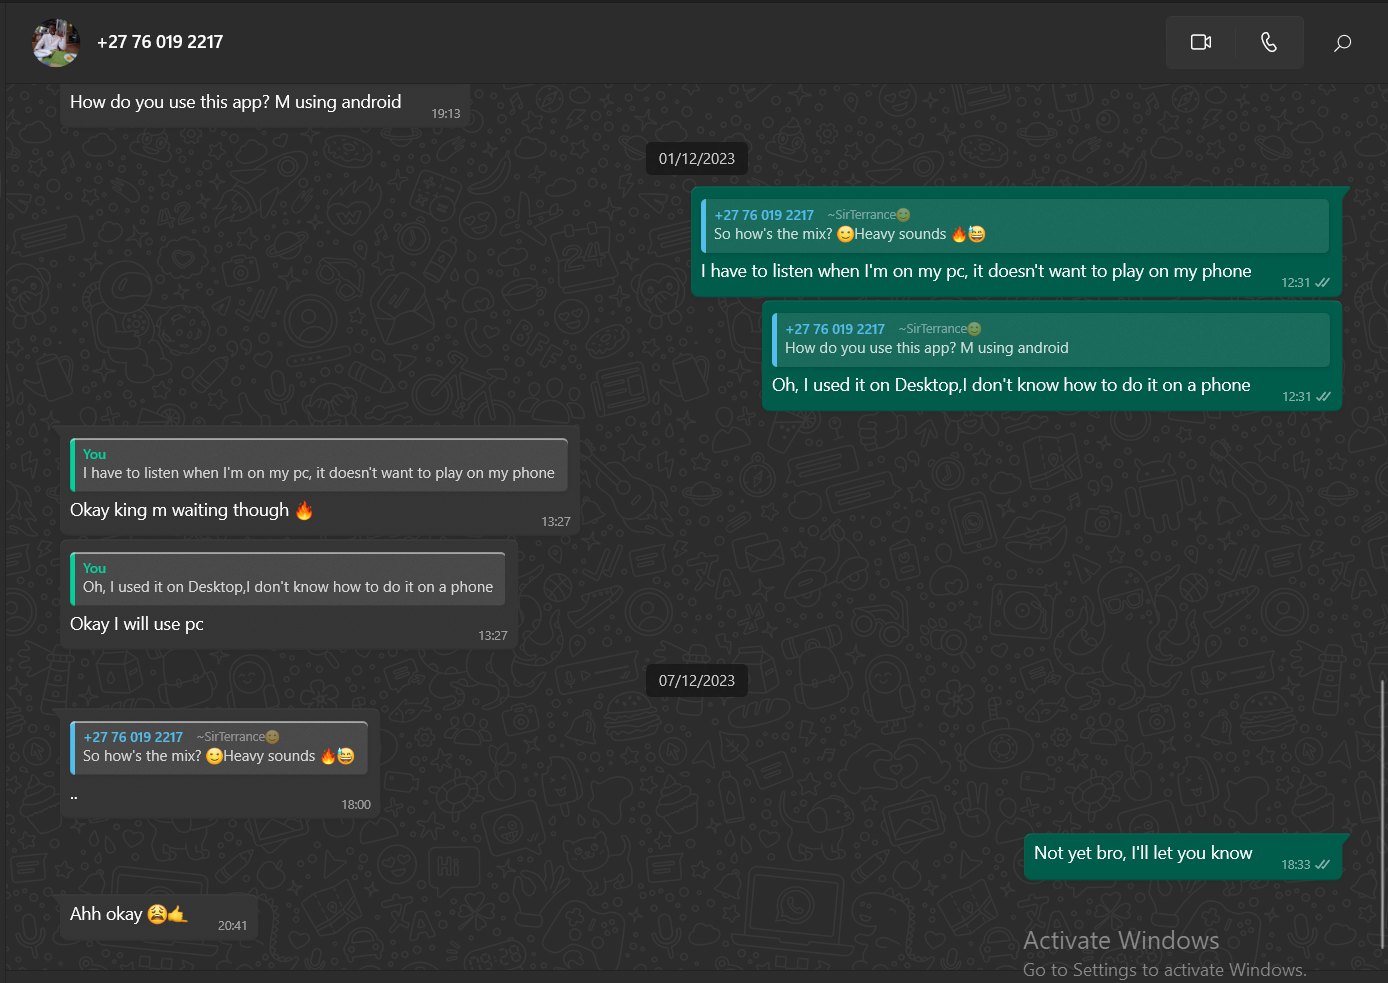 +27 76 019 2217
How do you use this app? M using android
19:13
01/12/2023
+27 76 019 2217 ~SirTerrance😊
So how's the mix? 🙂Heavy sounds 🔥😅
I have to listen when I'm on my pc, it doesn't want to play on my phone
12:31
+27 76 019 2217 ~SirTerrance😊
How do you use this app? M using android
Oh, I used it on Desktop,I don't know how to do it on a phone
12:31
You
I have to listen when I'm on my pc, it doesn't want to play on my phone
Okay king m waiting though 🔥
13:27
You
Oh, I used it on Desktop,I don't know how to do it on a phone
Okay I will use pc
13:27
07/12/2023
+27 76 019 2217 ~SirTerrance😊
So how's the mix? 🙂Heavy sounds 🔥😅
..
18:00
Not yet bro, I'll let you know
18:33
Ahh okay 😩🤙
20:41
Activate Windows
Go to Settings to activate Windows.